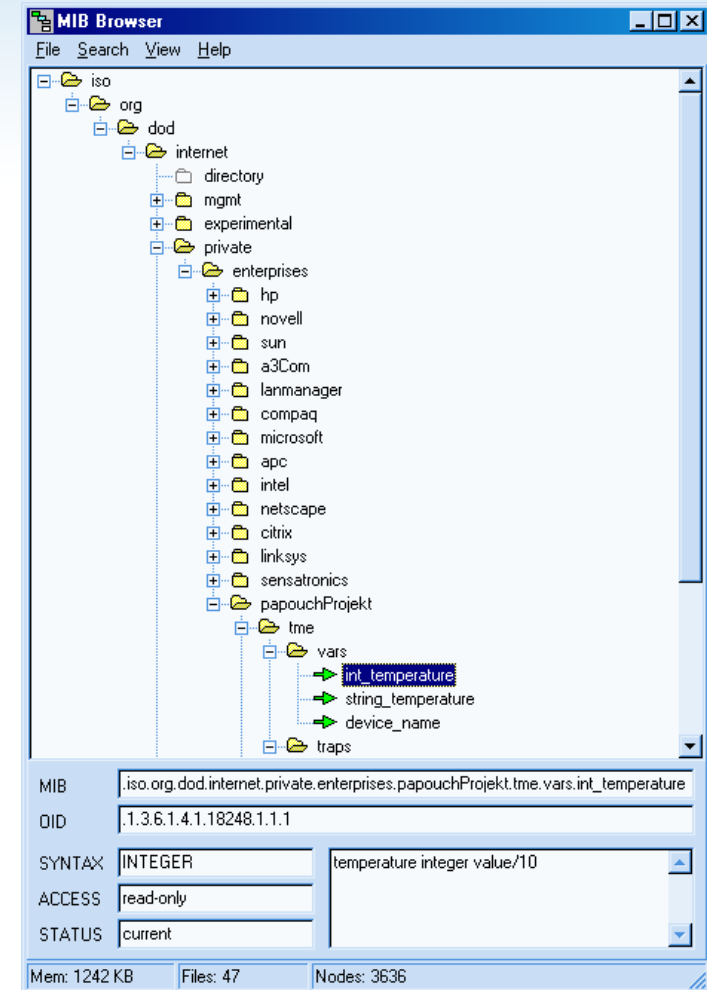 MIB Browser
File Search View Help
iso
org
dod
internet
directory
mgmt
experimental
private
enterprises
hp
novell
sun
a3Com
lanmanager
compaq
microsoft
apc
intel
netscape
citrix
linksys
sensatronics
papouchProjekt
tme
vars
int_temperature
string_temperature
device_name
traps
MIB .iso.org.dod.internet.private.enterprises.papouchProjekt.tme.vars.int_temperature
OID .1.3.6.1.4.1.18248.1.1.1
SYNTAX INTEGER temperature integer value/10
ACCESS read-only
STATUS current
Mem: 1242 KB Files: 47 Nodes: 3636